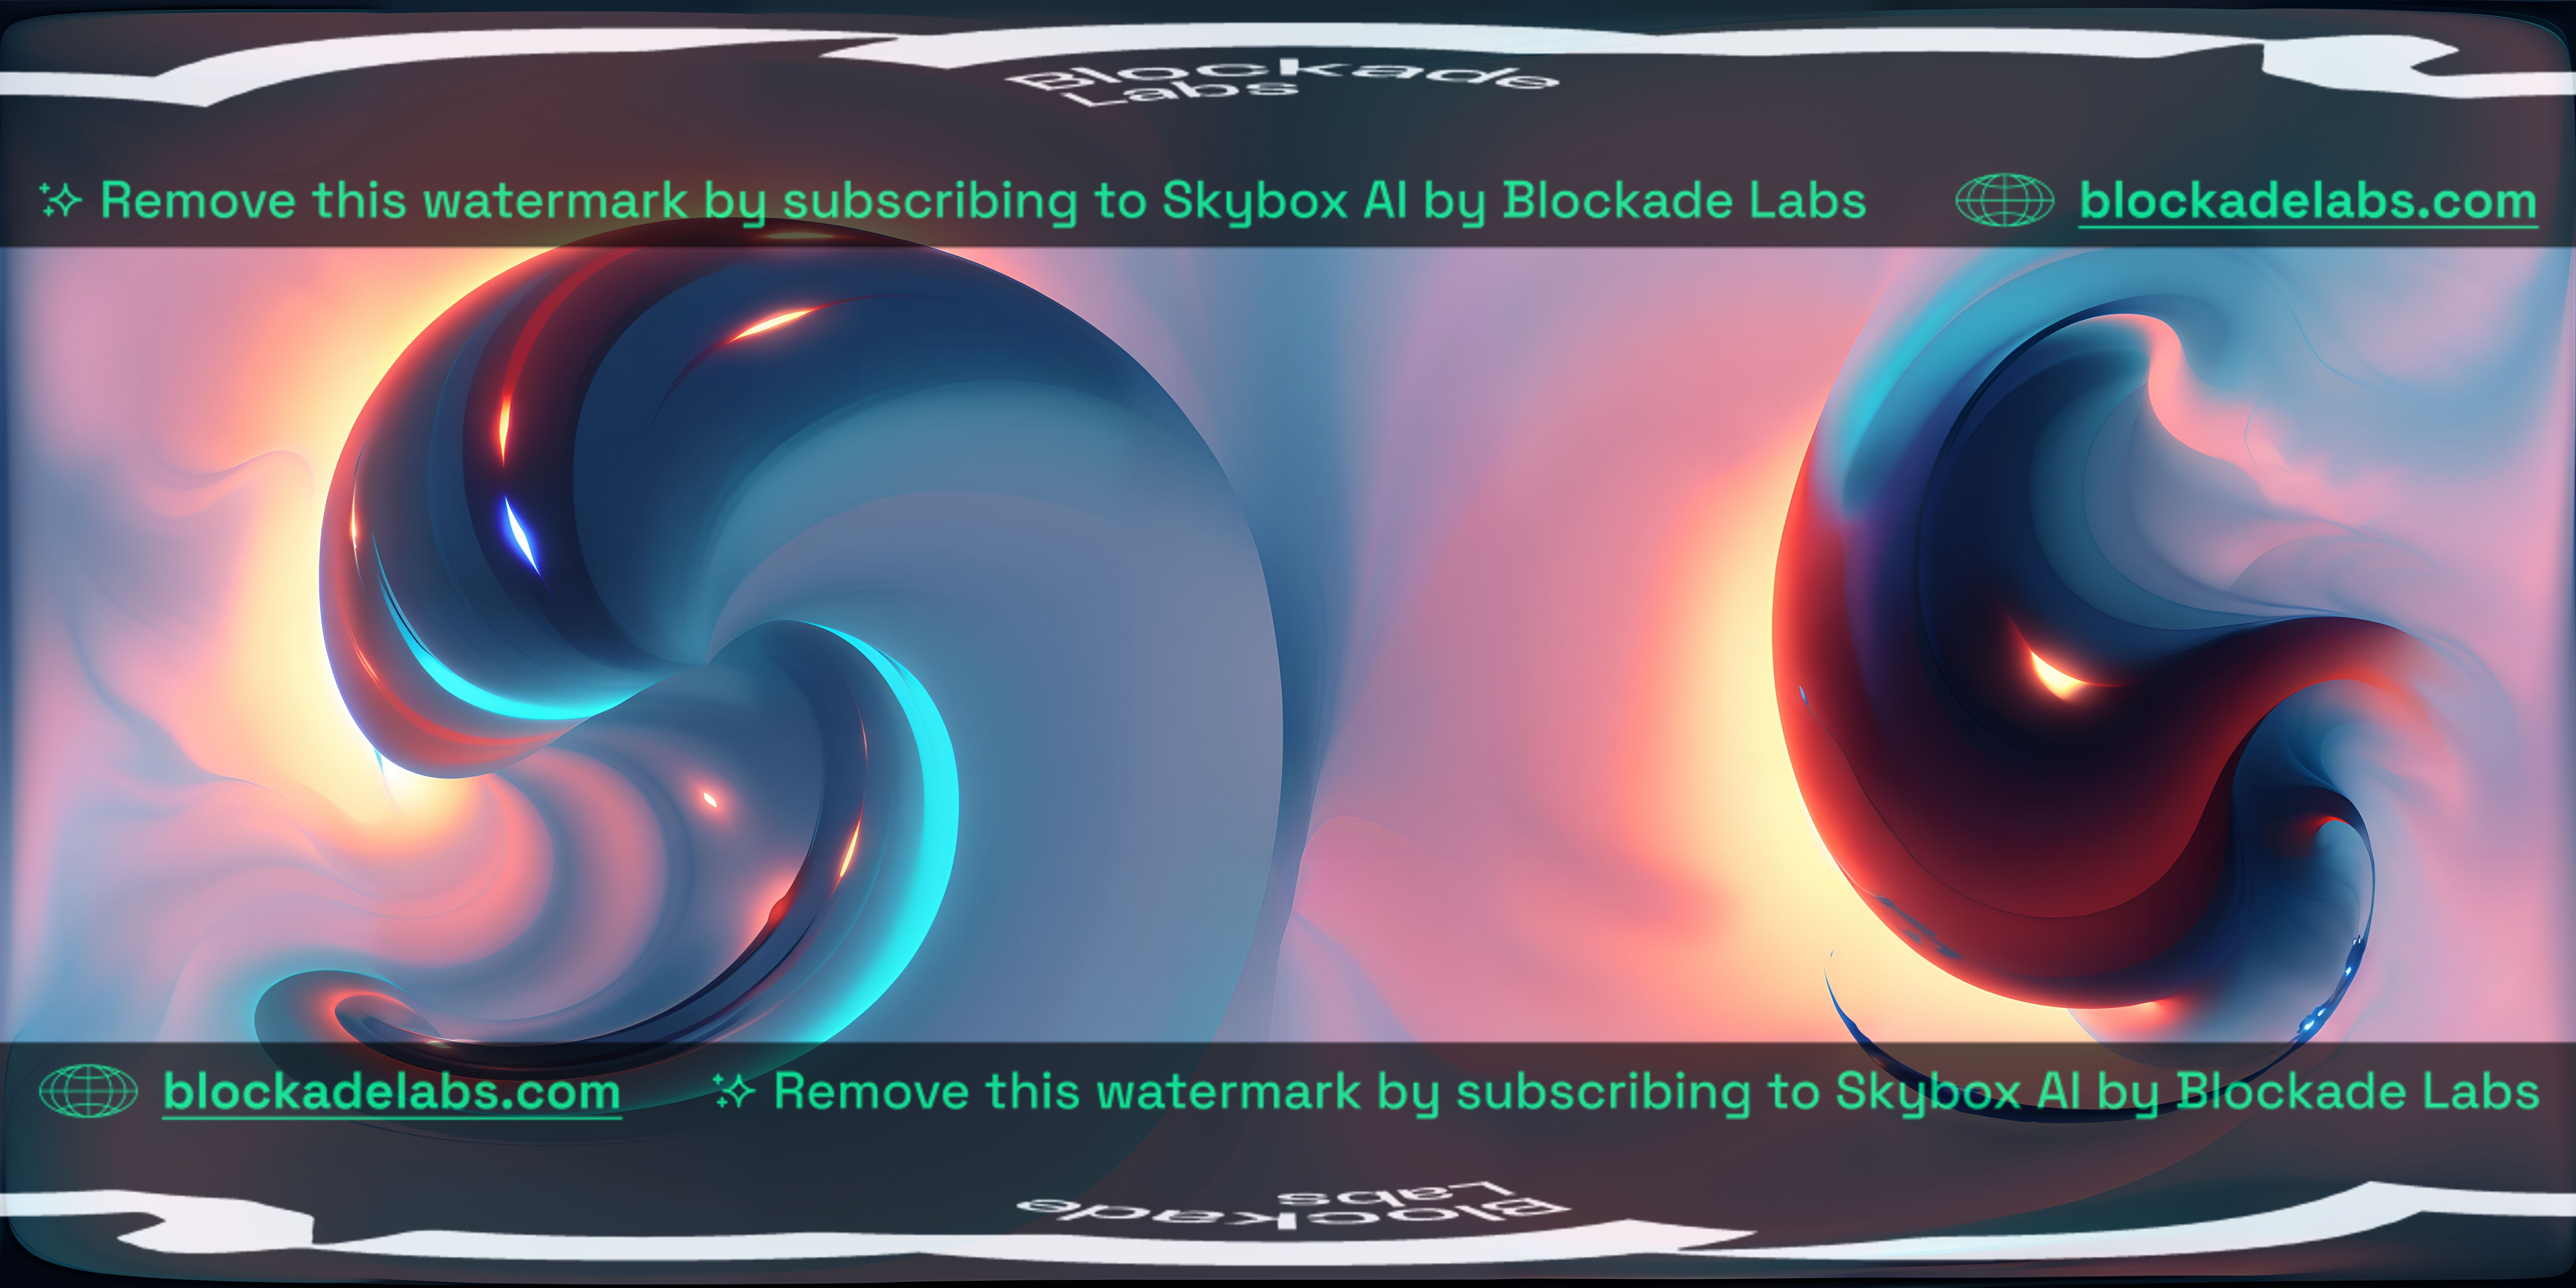 Blockade
Labs
Remove this watermark by subscribing to Skybox AI by Blockade Labs
blockadelabs.com
blockadelabs.com
Remove this watermark by subscribing to Skybox AI by Blockade Labs
Blockade
Labs